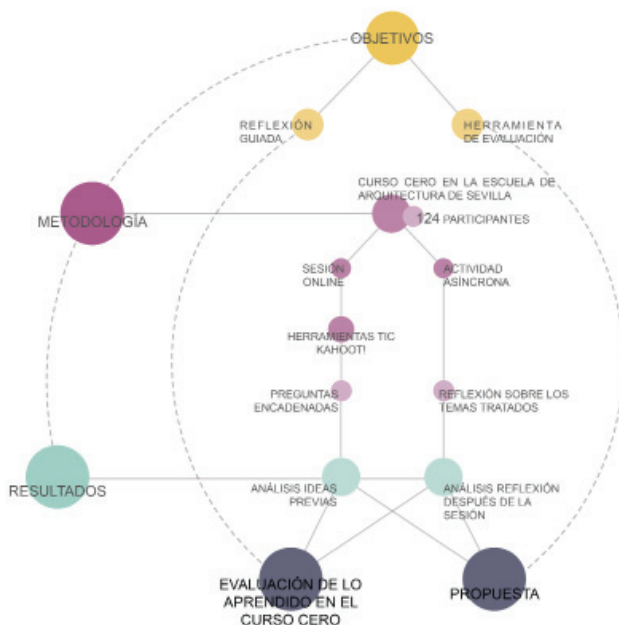 OBJETIVOS
REFLEXIÓN
GUIADA
HERRAMIENTA
DE EVALUACIÓN
CURSO CERO EN LA ESCUELA DE
ARQUITECTURA DE SEVILLA
METODOLOGÍA
124 PARTICIPANTES
SESIÓN
ONLINE
ACTIVIDAD
ASÍNCRONA
HERRAMIENTAS TIC
KAHOOT!
PREGUNTAS
ENCADENADAS
REFLEXIÓN SOBRE LOS
TEMAS TRATADOS
RESULTADOS
ANÁLISIS IDEAS
PREVIAS
ANÁLISIS REFLEXIÓN
DESPUÉS DE LA
SESIÓN
EVALUACIÓN DE LO
APRENDIDO EN EL
CURSO CERO
PROPUESTA